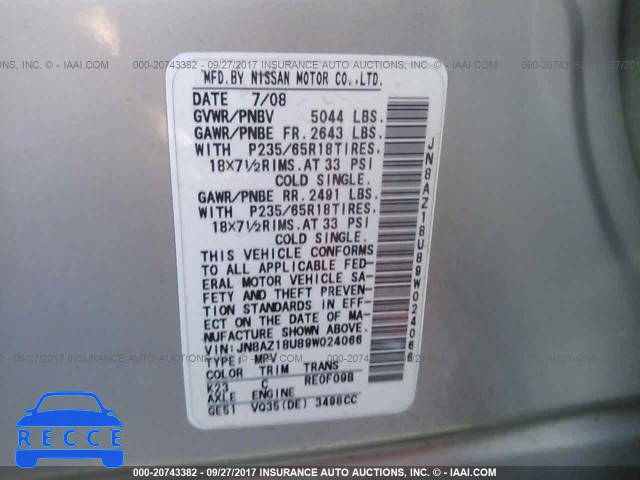 000-20743382 - 09/27/2017 INSURANCE AUTO AUCTIONS, INC. - © - IAAI.COM
MFD.BY NISSAN MOTOR CO.,LTD.
DATE 7/08
GVWR/PNBV 5044 LBS.
GAWR/PNBE FR. 2643 LBS.
WITH P235/65R18TIRES.
18X7½RIMS.AT 33 PSI
COLD SINGLE.
GAWR/PNBE RR. 2491 LBS.
WITH P235/65R18TIRES.
18X7½RIMS.AT 33 PSI
COLD SINGLE.
THIS VEHICLE CONFORMS
TO ALL APPLICABLE FED-
ERAL MOTOR VEHICLE SA-
FETY AND THEFT PREVEN-
TION STANDARDS IN EFF-
ECT ON THE DATE OF MA-
NUFACTURE SHOWN ABOVE.
VIN:JN8AZ18U89W024066
TYPE: MPV
COLOR TRIM TRANS
K23 C RE0F09B
AXLE ENGINE
GE51 VQ35(DE) 3498CC
JN8AZ18U89W024066
RECCE
000-20743382 - 09/27/2017 INSURANCE AUTO AUCTIONS, INC. - © - IAAI.COM